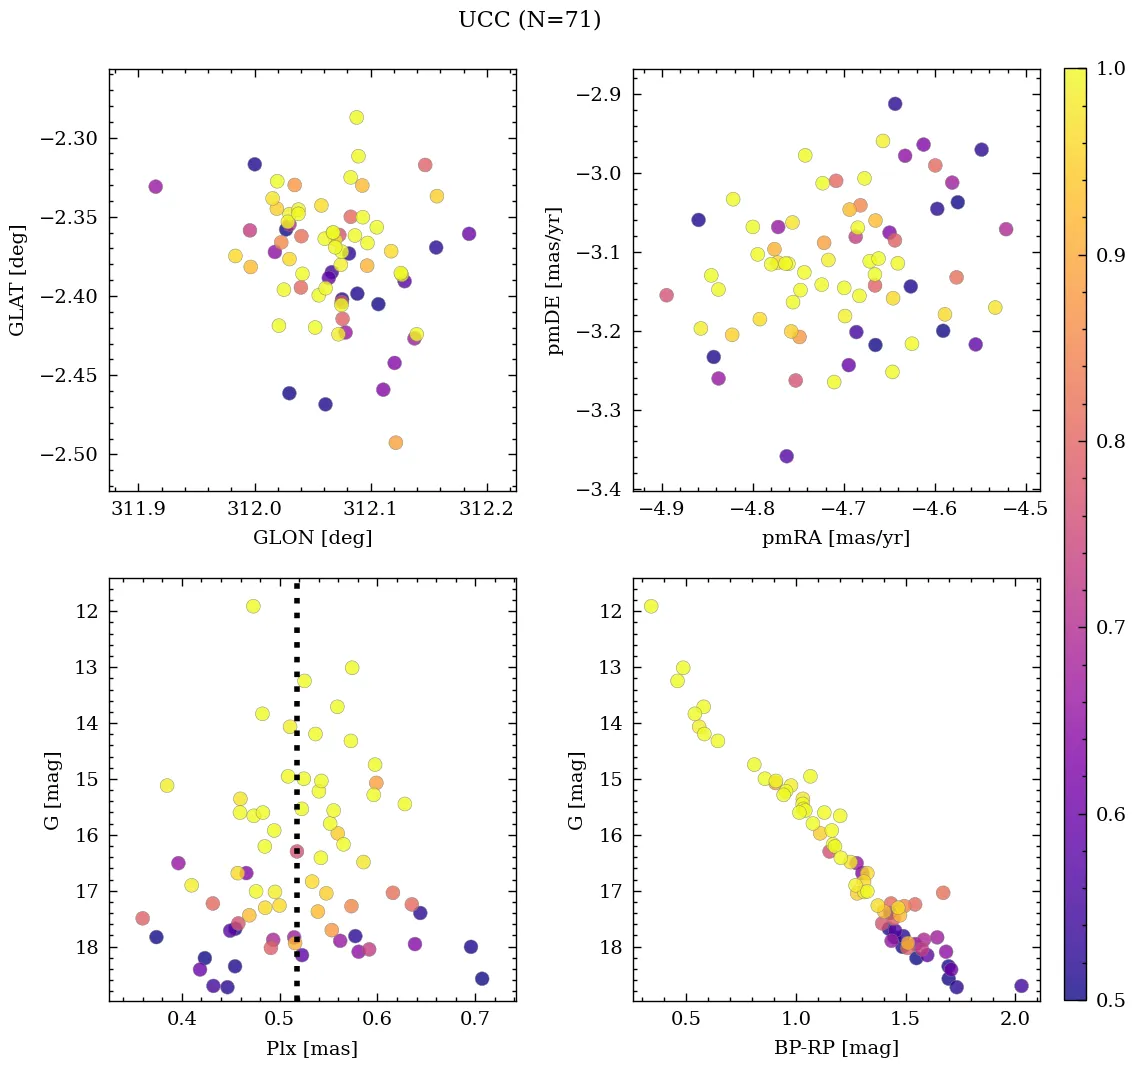 UCC (N=71)
−2.30
−2.35
−2.40
−2.45
−2.50
GLAT [deg]
311.9 312.0 312.1 312.2
GLON [deg]
−2.9
−3.0
−3.1
−3.2
−3.3
−3.4
pmDE [mas/yr]
−4.9 −4.8 −4.7 −4.6 −4.5
pmRA [mas/yr]
12
13
14
15
16
17
18
G [mag]
0.4 0.5 0.6 0.7
Plx [mas]
12
13
14
15
16
17
18
G [mag]
0.5 1.0 1.5 2.0
BP-RP [mag]
1.0
0.9
0.8
0.7
0.6
0.5